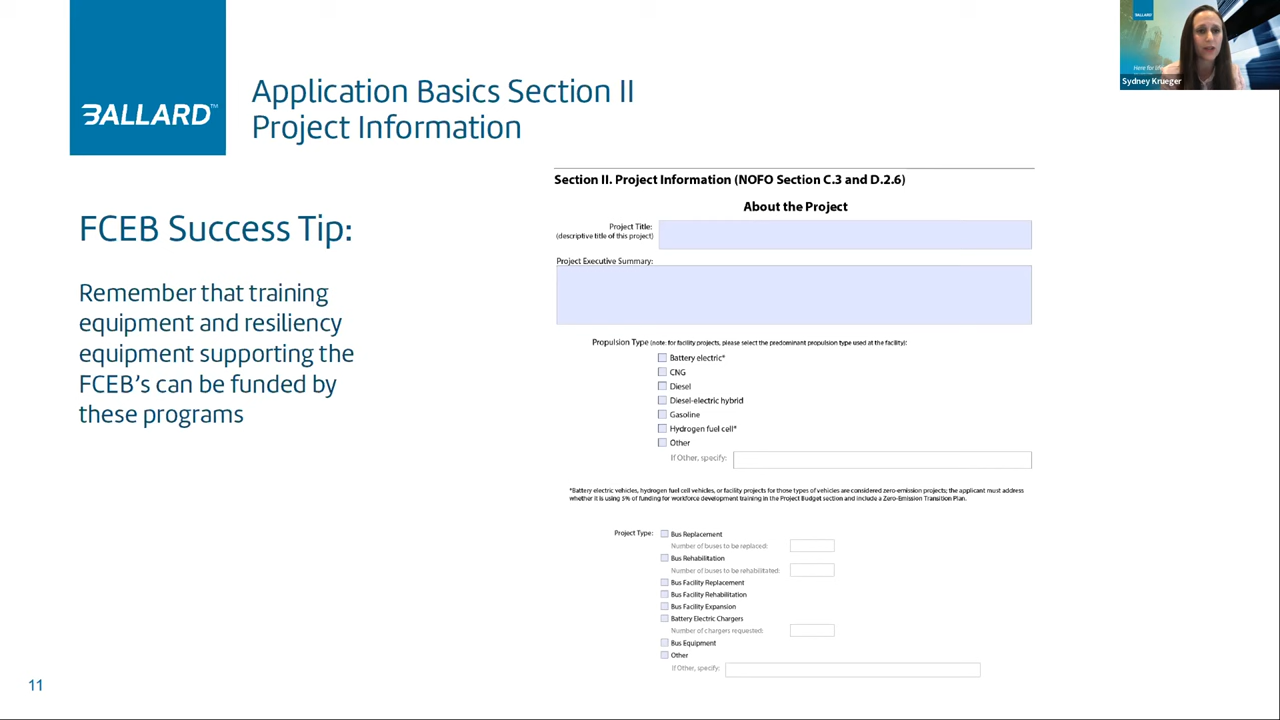 BALLARD™
Application Basics Section II
Project Information
BALLARD
Here for life
Sydney Krueger
FCEB Success Tip:
Remember that training
equipment and resiliency
equipment supporting the
FCEB's can be funded by
these programs
Section II. Project Information (NOFO Section C.3 and D.2.6)
About the Project
Project Title:
(descriptive title of this project)
Project Executive Summary:
Propulsion Type (note: for facility projects, please select the predominant propulsion type used at the facility):
Battery electric*
CNG
Diesel
Diesel-electric hybrid
Gasoline
Hydrogen fuel cell*
Other
If Other, specify:
*Battery electric vehicles, hydrogen fuel cell vehicles, or facility projects for those types of vehicles are considered zero-emission projects; the applicant must address
whether it is using 5% of funding for workforce development training in the Project Budget section and include a Zero-Emission Transition Plan.
Project Type:
Bus Replacement
Number of buses to be replaced:
Bus Rehabilitation
Number of buses to be rehabilitated:
Bus Facility Replacement
Bus Facility Rehabilitation
Bus Facility Expansion
Battery Electric Chargers
Number of chargers requested:
Bus Equipment
Other
If Other, specify:
11